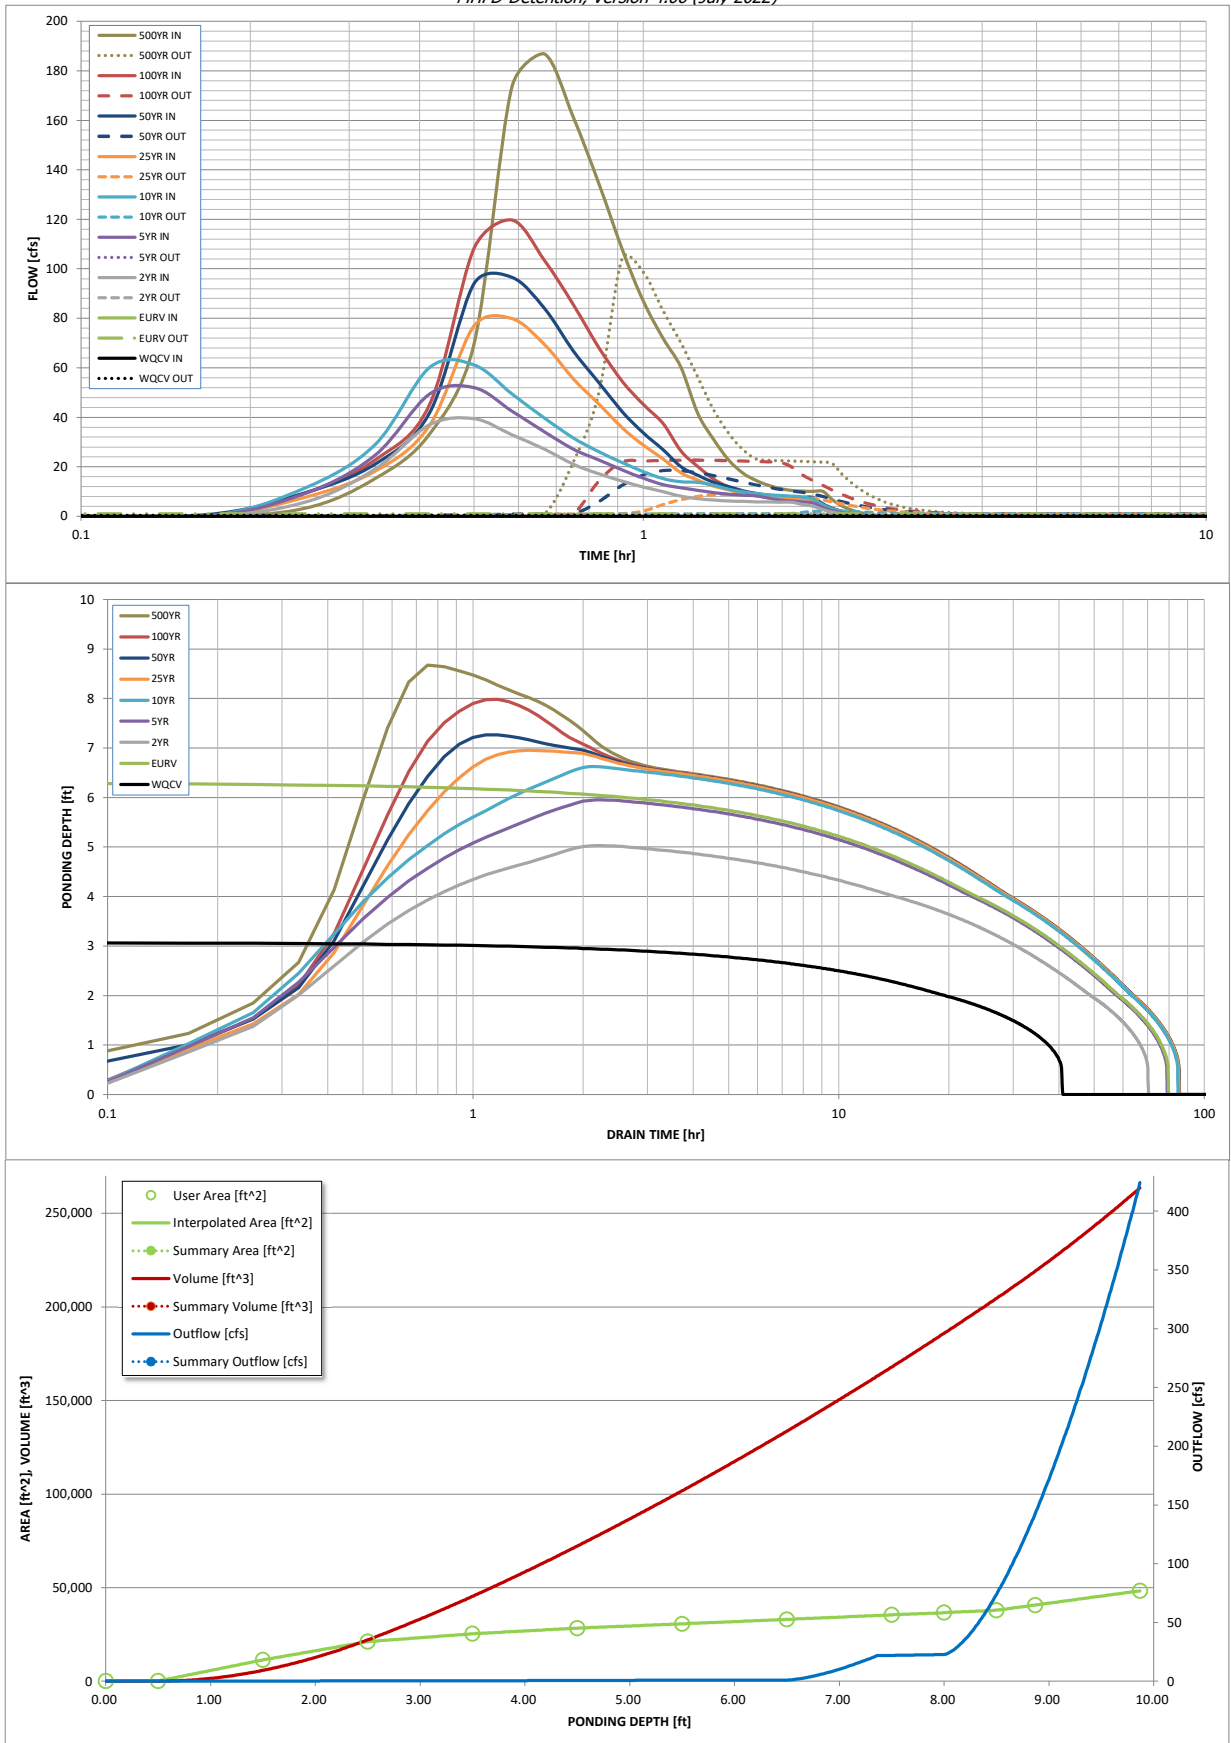 MHFD-Detention, Version 4.06 (July 2022)
200
180
160
140
120
100
80
60
40
20
0
FLOW [cfs]
500YR IN
500YR OUT
100YR IN
100YR OUT
50YR IN
50YR OUT
25YR IN
25YR OUT
10YR IN
10YR OUT
5YR IN
5YR OUT
2YR IN
2YR OUT
EURV IN
EURV OUT
WQCV IN
WQCV OUT
0.1
1
10
TIME [hr]
10
9
8
7
6
5
4
3
2
1
0
PONDING DEPTH [ft]
500YR
100YR
50YR
25YR
10YR
5YR
2YR
EURV
WQCV
0.1
1
10
100
DRAIN TIME [hr]
User Area [ft^2]
Interpolated Area [ft^2]
Summary Area [ft^2]
Volume [ft^3]
Summary Volume [ft^3]
Outflow [cfs]
Summary Outflow [cfs]
250,000
200,000
150,000
100,000
50,000
0
AREA [ft^2], VOLUME [ft^3]
400
350
300
250
200
150
100
50
0
OUTFLOW [cfs]
0.00
1.00
2.00
3.00
4.00
5.00
6.00
7.00
8.00
9.00
10.00
PONDING DEPTH [ft]